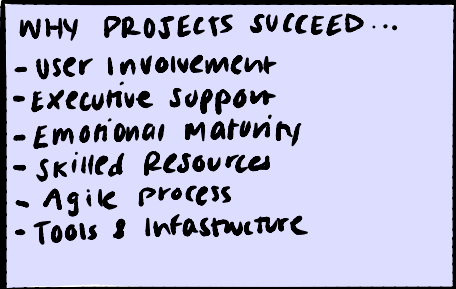 WHY PROJECTS SUCCEED...
- User Involvement
- Executive Support
- Emotional Maturity
- Skilled Resources
- Agile Process
- Tools & Infastructure